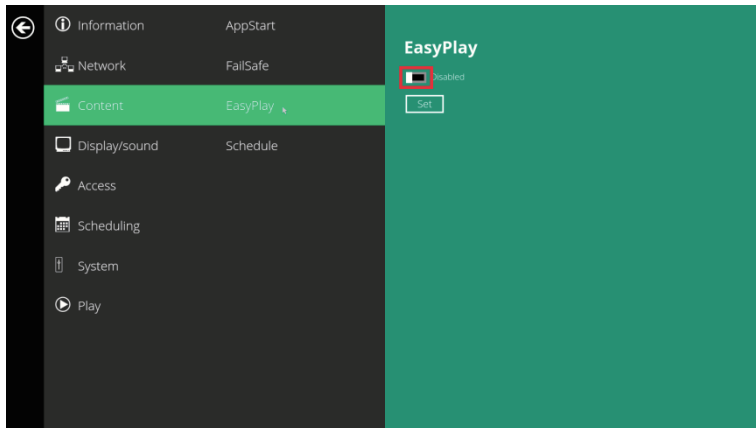 Information
Network
Content
Display/sound
Access
Scheduling
System
Play
AppStart
FailSafe
EasyPlay
Schedule
EasyPlay
Disabled
Set